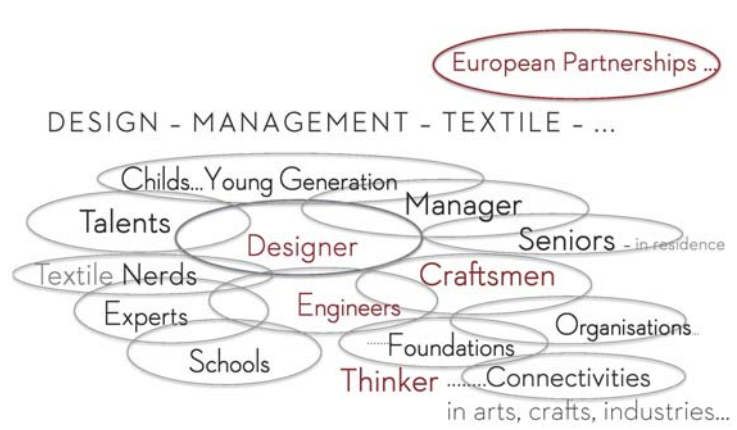 European Partnerships ...
DESIGN – MANAGEMENT – TEXTILE – ...
Childs...Young Generation
Manager
Talents
Designer
Seniors – in residence
Textile Nerds
Craftsmen
Engineers
Experts
Organisations...
Schools
........Foundations
Thinker ........Connectivities
in arts, crafts, industries...